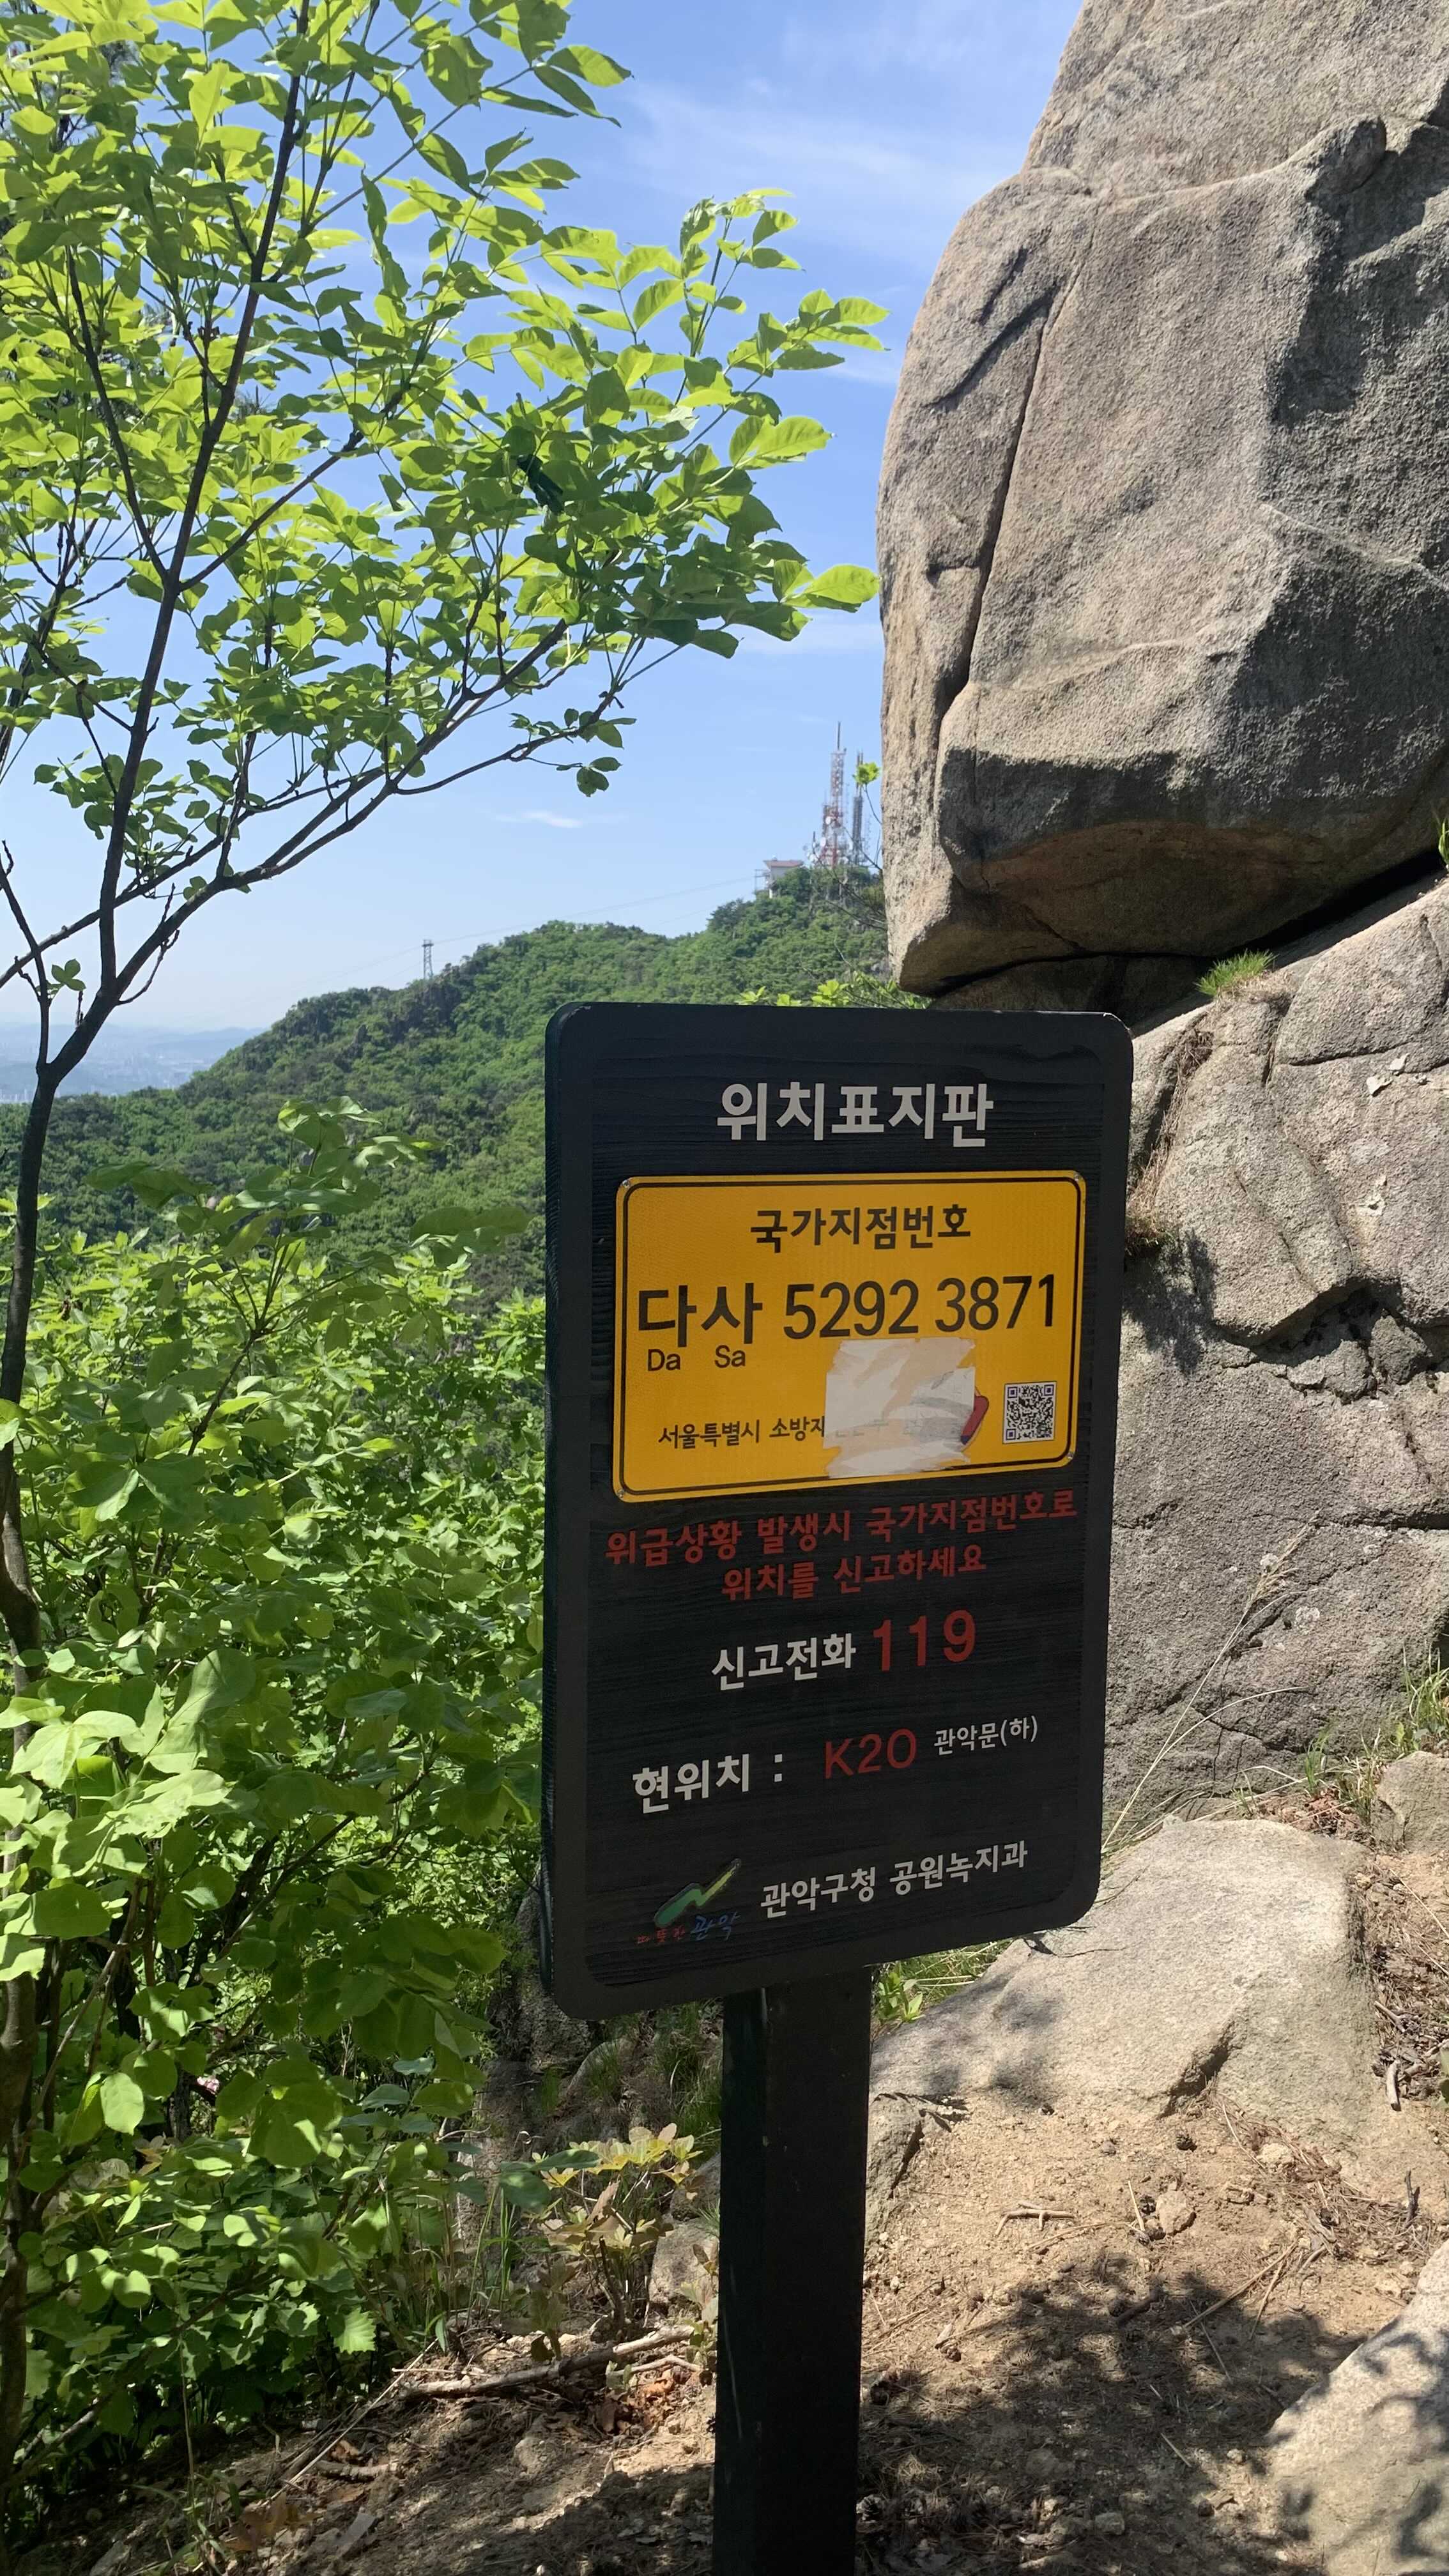 위치표지판
국가지점번호
다사 5292 3871
Da Sa
서울특별시
위급상황 발생시 국가지점번호로
위치를 신고하세요
신고전화 119
현위치 : K20 관악문(하)
따뜻한 관악 관악구청 공원녹지과